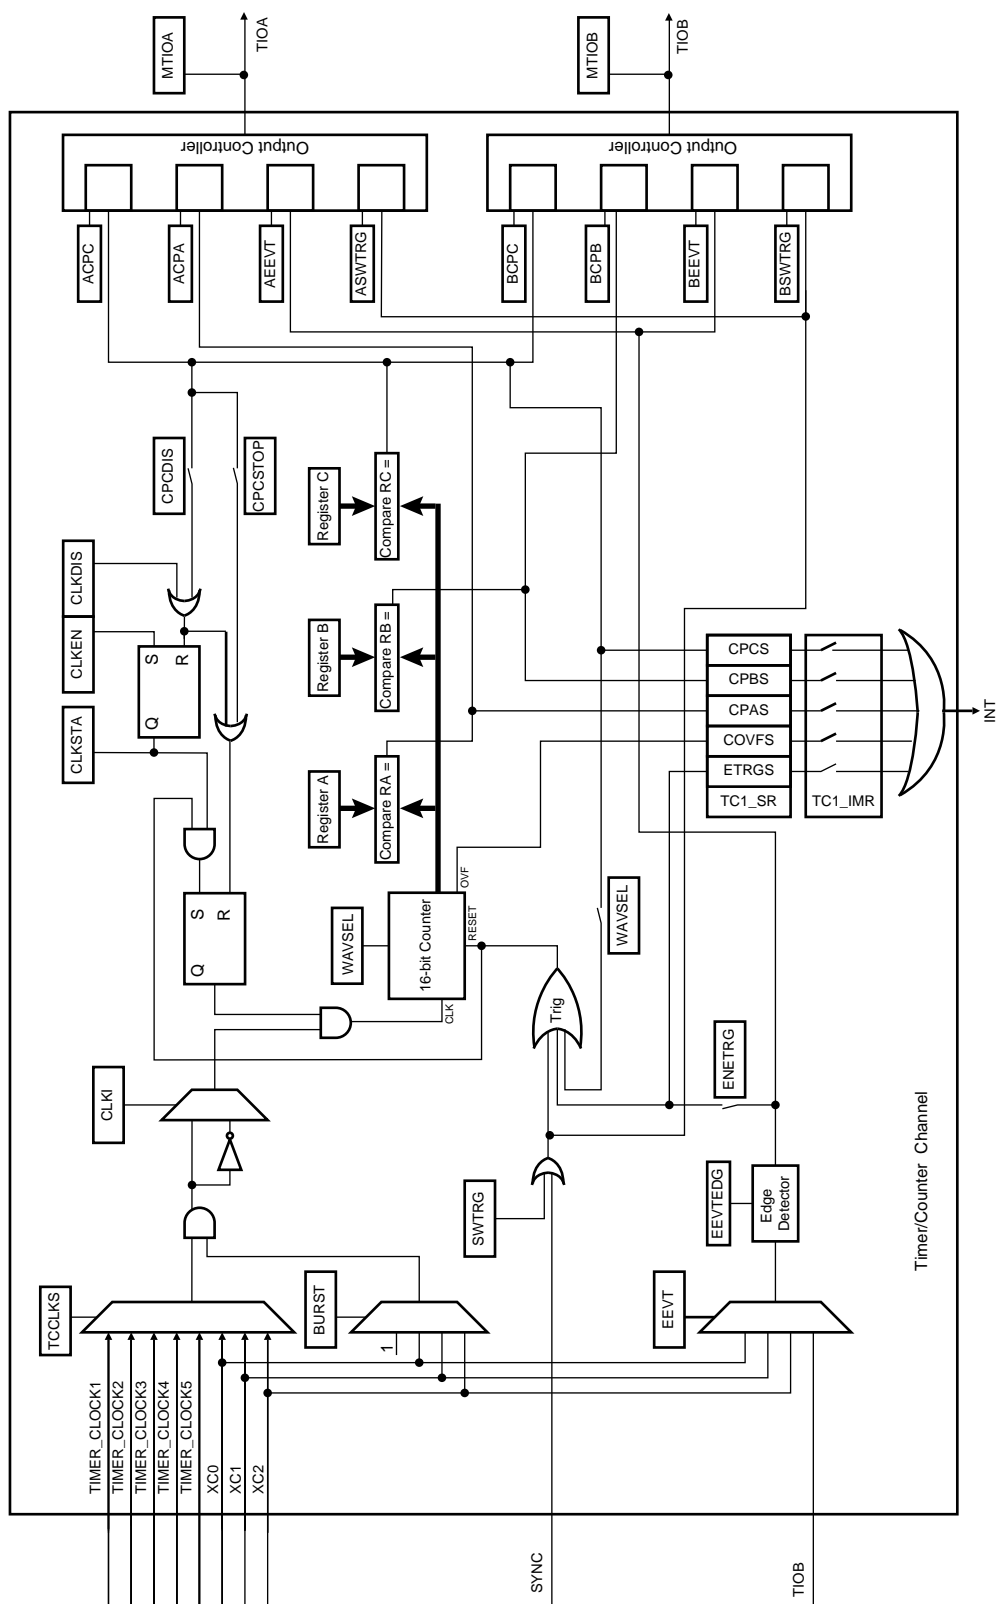 TIMER_CLOCK1
TIMER_CLOCK2
TIMER_CLOCK3
TIMER_CLOCK4
TIMER_CLOCK5
XC0
XC1
XC2
TCCLKS
CLKI
CLKSTA
CLKEN
CLKDIS
Q
S
R
Q
S
R
CPCDIS
CPCSTOP
ACPC
ACPA
AEEVT
ASWTRG
Output Controller
MTIOA
TIOA
BURST
1
WAVSEL
Register A
Register B
Register C
Compare RA =
Compare RB =
Compare RC =
16-bit Counter
CLK
RESET
OVF
SYNC
SWTRG
Trig
WAVSEL
BCPC
BCPB
BEEVT
BSWTRG
Output Controller
MTIOB
TIOB
EEVT
EEVTEDG
Edge
Detector
ENETRG
TIOB
CPCS
CPBS
CPAS
COVFS
ETRGS
TC1_SR
TC1_IMR
INT
Timer/Counter Channel